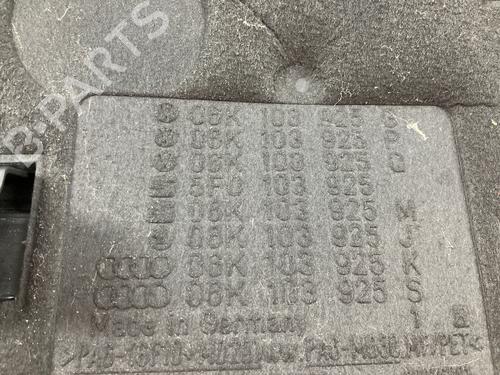 B-PARTS
06K 103 925
06K 103 925 P
06K 103 925 Q
5F0 103 925
06K 103 925 M
06K 103 925 J
06K 103 925 K
06K 103 925 S
Made in Germany 1